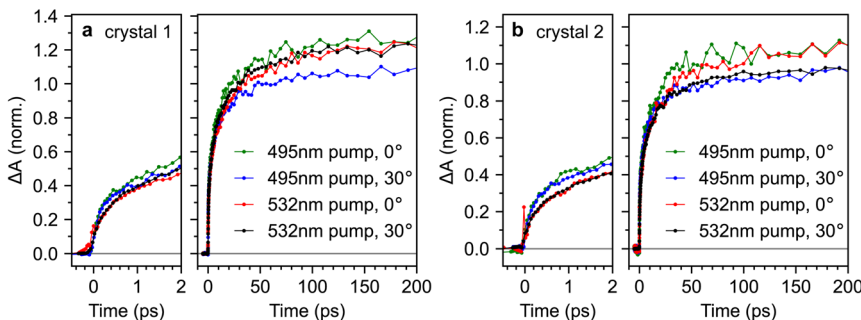 a crystal 1
ΔA (norm.)
1.4
1.2
1.0
0.8
0.6
0.4
0.2
0.0
495nm pump, 0°
495nm pump, 30°
532nm pump, 0°
532nm pump, 30°
0 1 2
0 50 100 150 200
Time (ps)
Time (ps)
b crystal 2
ΔA (norm.)
1.2
1.0
0.8
0.6
0.4
0.2
0.0
495nm pump, 0°
495nm pump, 30°
532nm pump, 0°
532nm pump, 30°
0 1 2
0 50 100 150 200
Time (ps)
Time (ps)